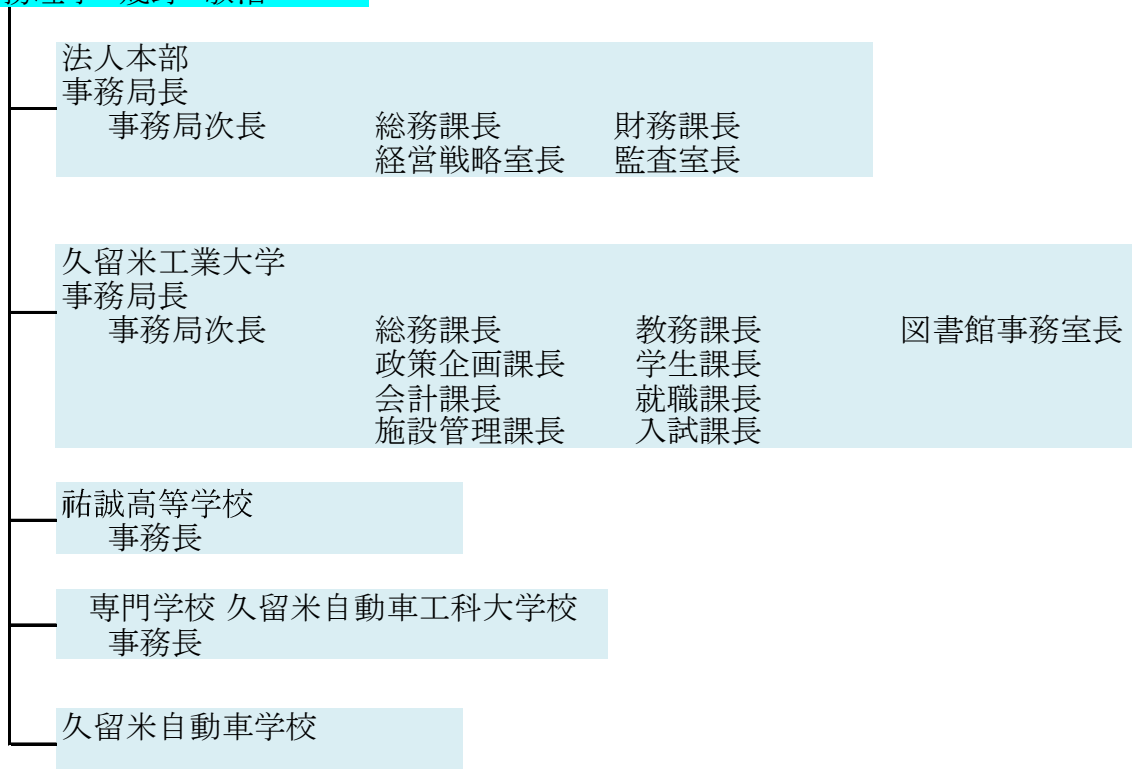 法人本部
事務局長
事務局次長 総務課長 財務課長
経営戦略室長 監査室長
久留米工業大学
事務局長
事務局次長 総務課長 教務課長 図書館事務室長
政策企画課長 学生課長
会計課長 就職課長
施設管理課長 入試課長
祐誠高等学校
事務長
専門学校 久留米自動車工科大学校
事務長
久留米自動車学校